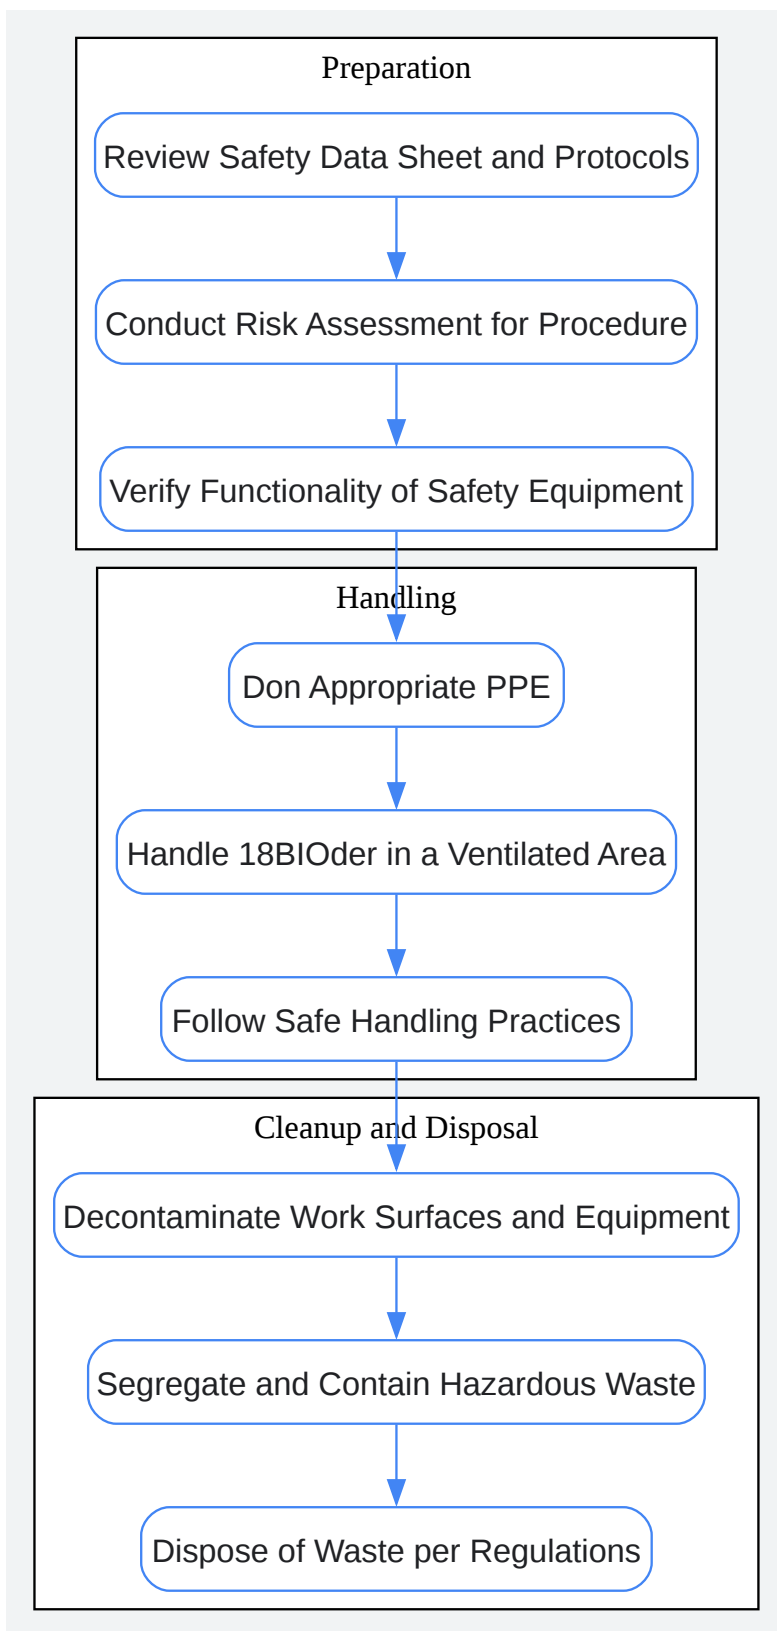 Preparation
Review Safety Data Sheet and Protocols
Conduct Risk Assessment for Procedure
Verify Functionality of Safety Equipment
Handling
Don Appropriate PPE
Handle 18BIOder in a Ventilated Area
Follow Safe Handling Practices
Cleanup and Disposal
Decontaminate Work Surfaces and Equipment
Segregate and Contain Hazardous Waste
Dispose of Waste per Regulations